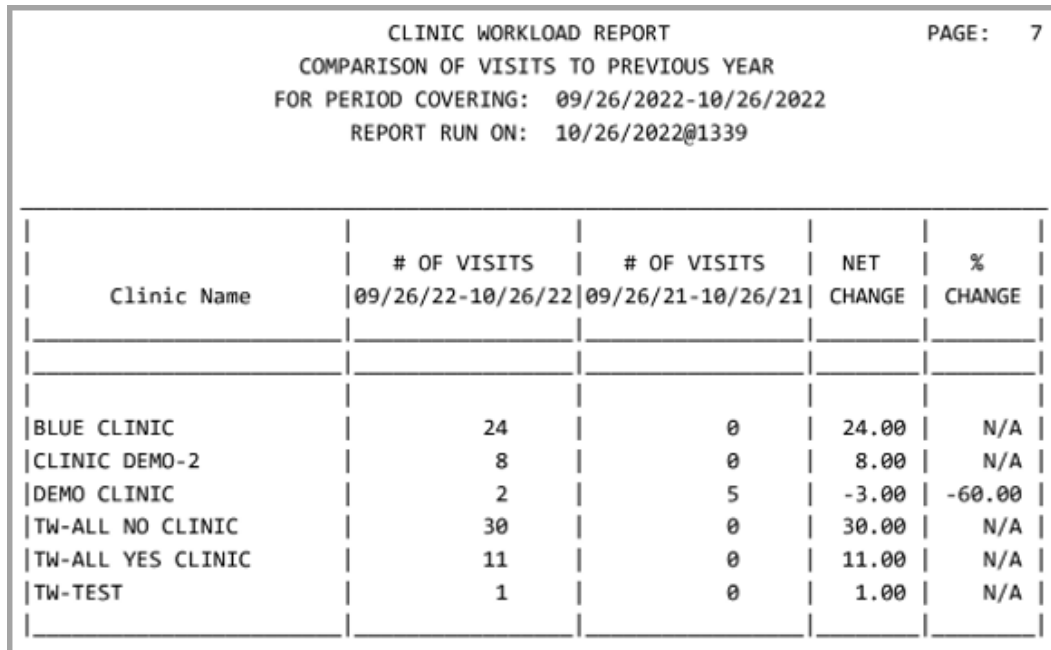 CLINIC WORKLOAD REPORT PAGE: 7
COMPARISON OF VISITS TO PREVIOUS YEAR
FOR PERIOD COVERING: 09/26/2022-10/26/2022
REPORT RUN ON: 10/26/2022@1339
# OF VISITS | # OF VISITS | NET | %
Clinic Name |09/26/22-10/26/22|09/26/21-10/26/21| CHANGE | CHANGE |
|BLUE CLINIC | 24 | 0 | 24.00 | N/A |
|CLINIC DEMO-2 | 8 | 0 | 8.00 | N/A |
|DEMO CLINIC | 2 | 5 | -3.00 | -60.00 |
|TW-ALL NO CLINIC | 30 | 0 | 30.00 | N/A |
|TW-ALL YES CLINIC | 11 | 0 | 11.00 | N/A |
|TW-TEST | 1 | 0 | 1.00 | N/A |